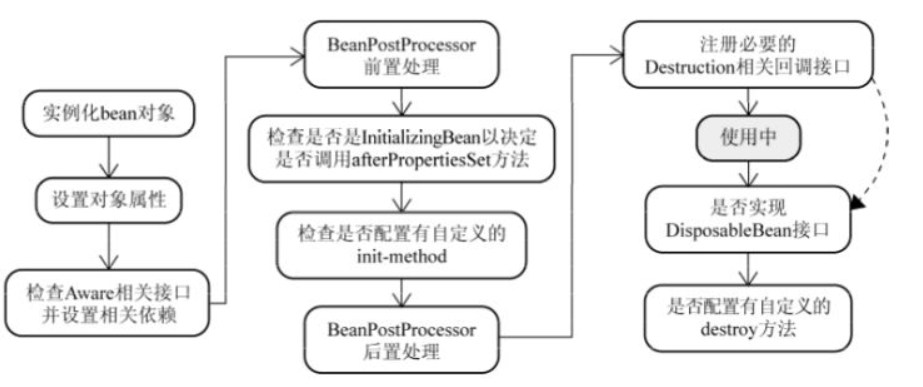 实例化bean对象
设置对象属性
检查Aware相关接口
并设置相关依赖
BeanPostProcessor
前置处理
检查是否是InitializingBean以决定
是否调用afterPropertiesSet方法
检查是否配置有自定义的
init-method
BeanPostProcessor
后置处理
注册必要的
Destruction相关回调接口
使用中
是否实现
DisposableBean接口
是否配置有自定义的
destroy方法